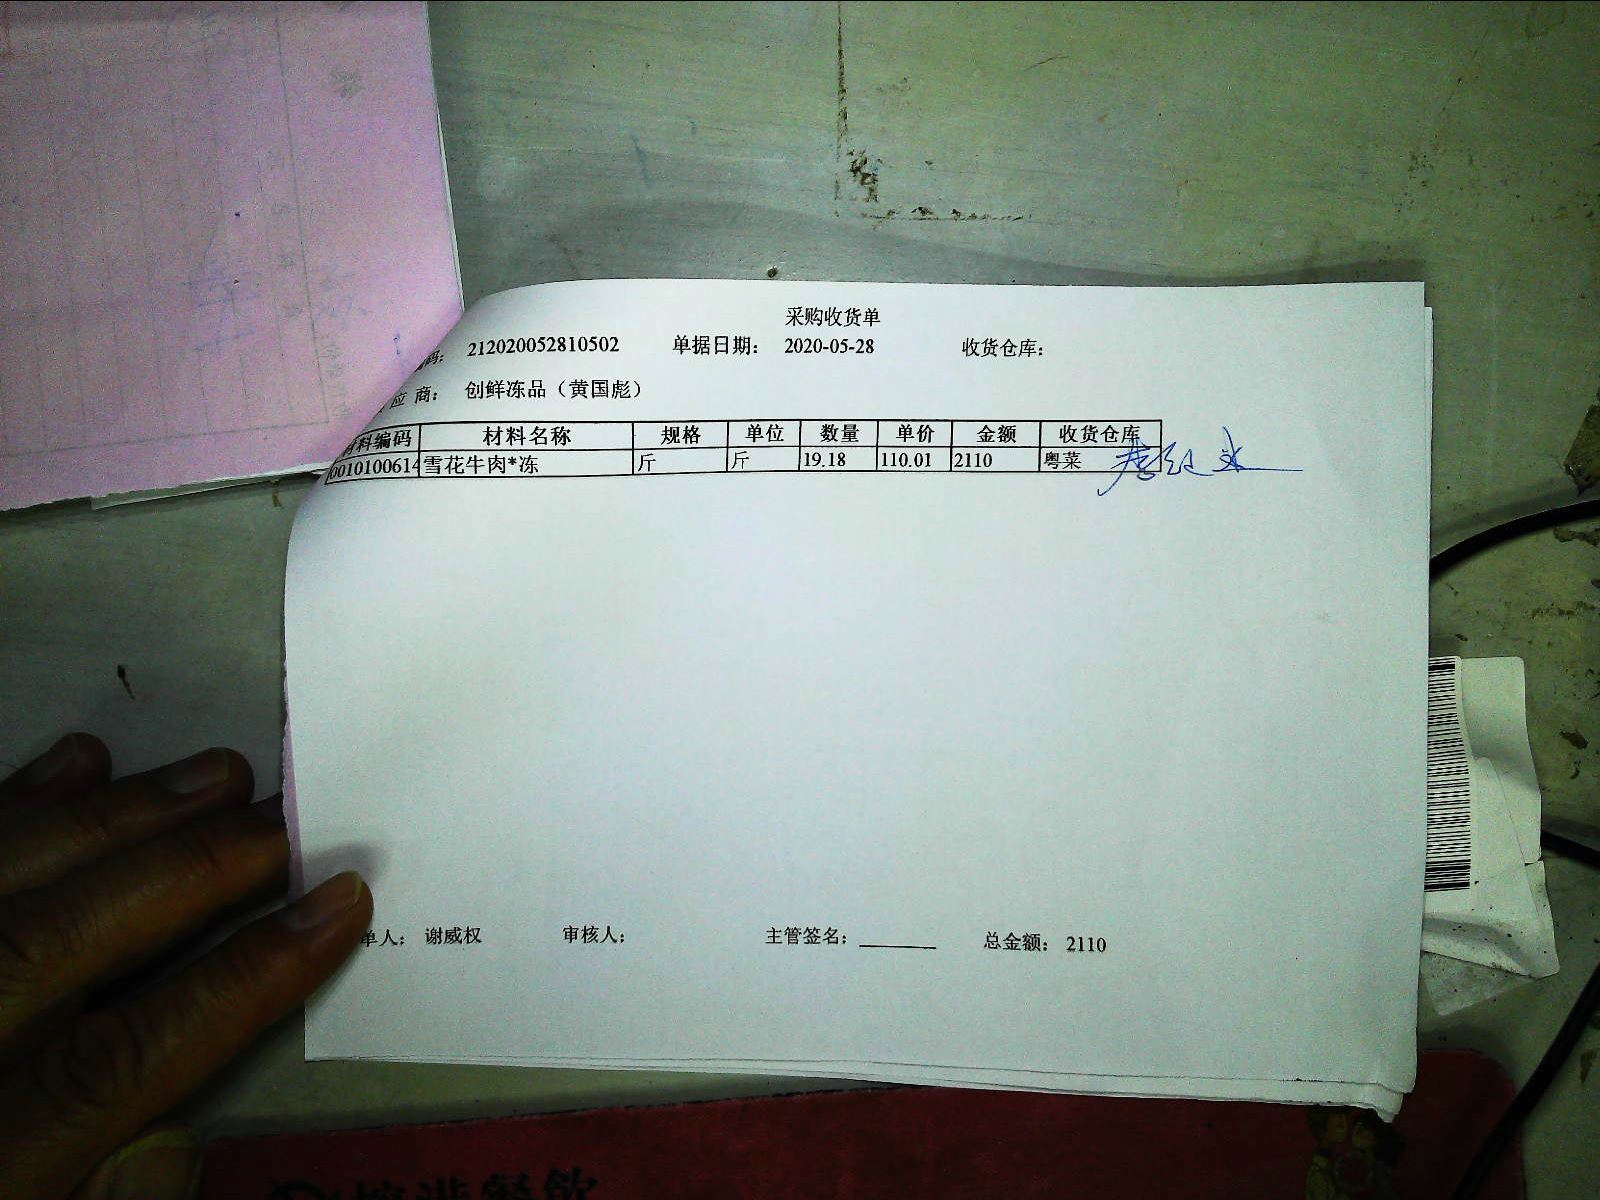 采购收货单
码： 212020052810502 单据日期： 2020-05-28 收货仓库：
应 商： 创鲜冻品（黄国彪）
材料编码 材料名称 规格 单位 数量 单价 金额 收货仓库
0010100614 雪花牛肉*冻 斤 斤 19.18 110.01 2110 粤菜
单人： 谢威权 审核人： 主管签名： 总金额： 2110